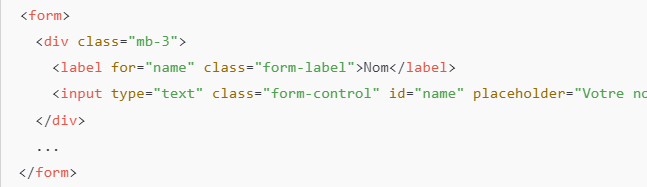 <form>
<div class="mb-3">
<label for="name" class="form-label">Nom</label>
<input type="text" class="form-control" id="name" placeholder="Votre
</div>
...
</form>